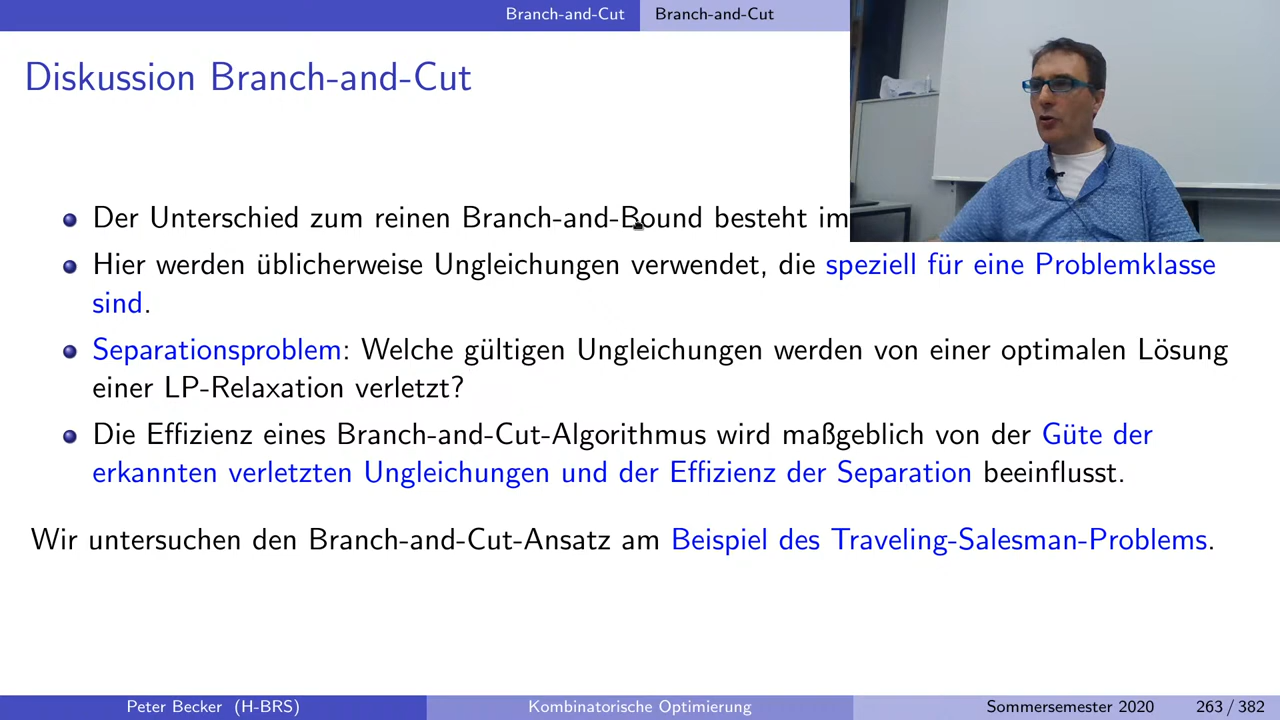 Branch-and-Cut Branch-and-Cut
Diskussion Branch-and-Cut
Der Unterschied zum reinen Branch-and-Bound besteht im
Hier werden üblicherweise Ungleichungen verwendet, die speziell für eine Problemklasse
sind.
Separationsproblem: Welche gültigen Ungleichungen werden von einer optimalen Lösung
einer LP-Relaxation verletzt?
Die Effizienz eines Branch-and-Cut-Algorithmus wird maßgeblich von der Güte der
erkannten verletzten Ungleichungen und der Effizienz der Separation beeinflusst.
Wir untersuchen den Branch-and-Cut-Ansatz am Beispiel des Traveling-Salesman-Problems.
Peter Becker (H-BRS) Kombinatorische Optimierung Sommersemester 2020 263 / 382